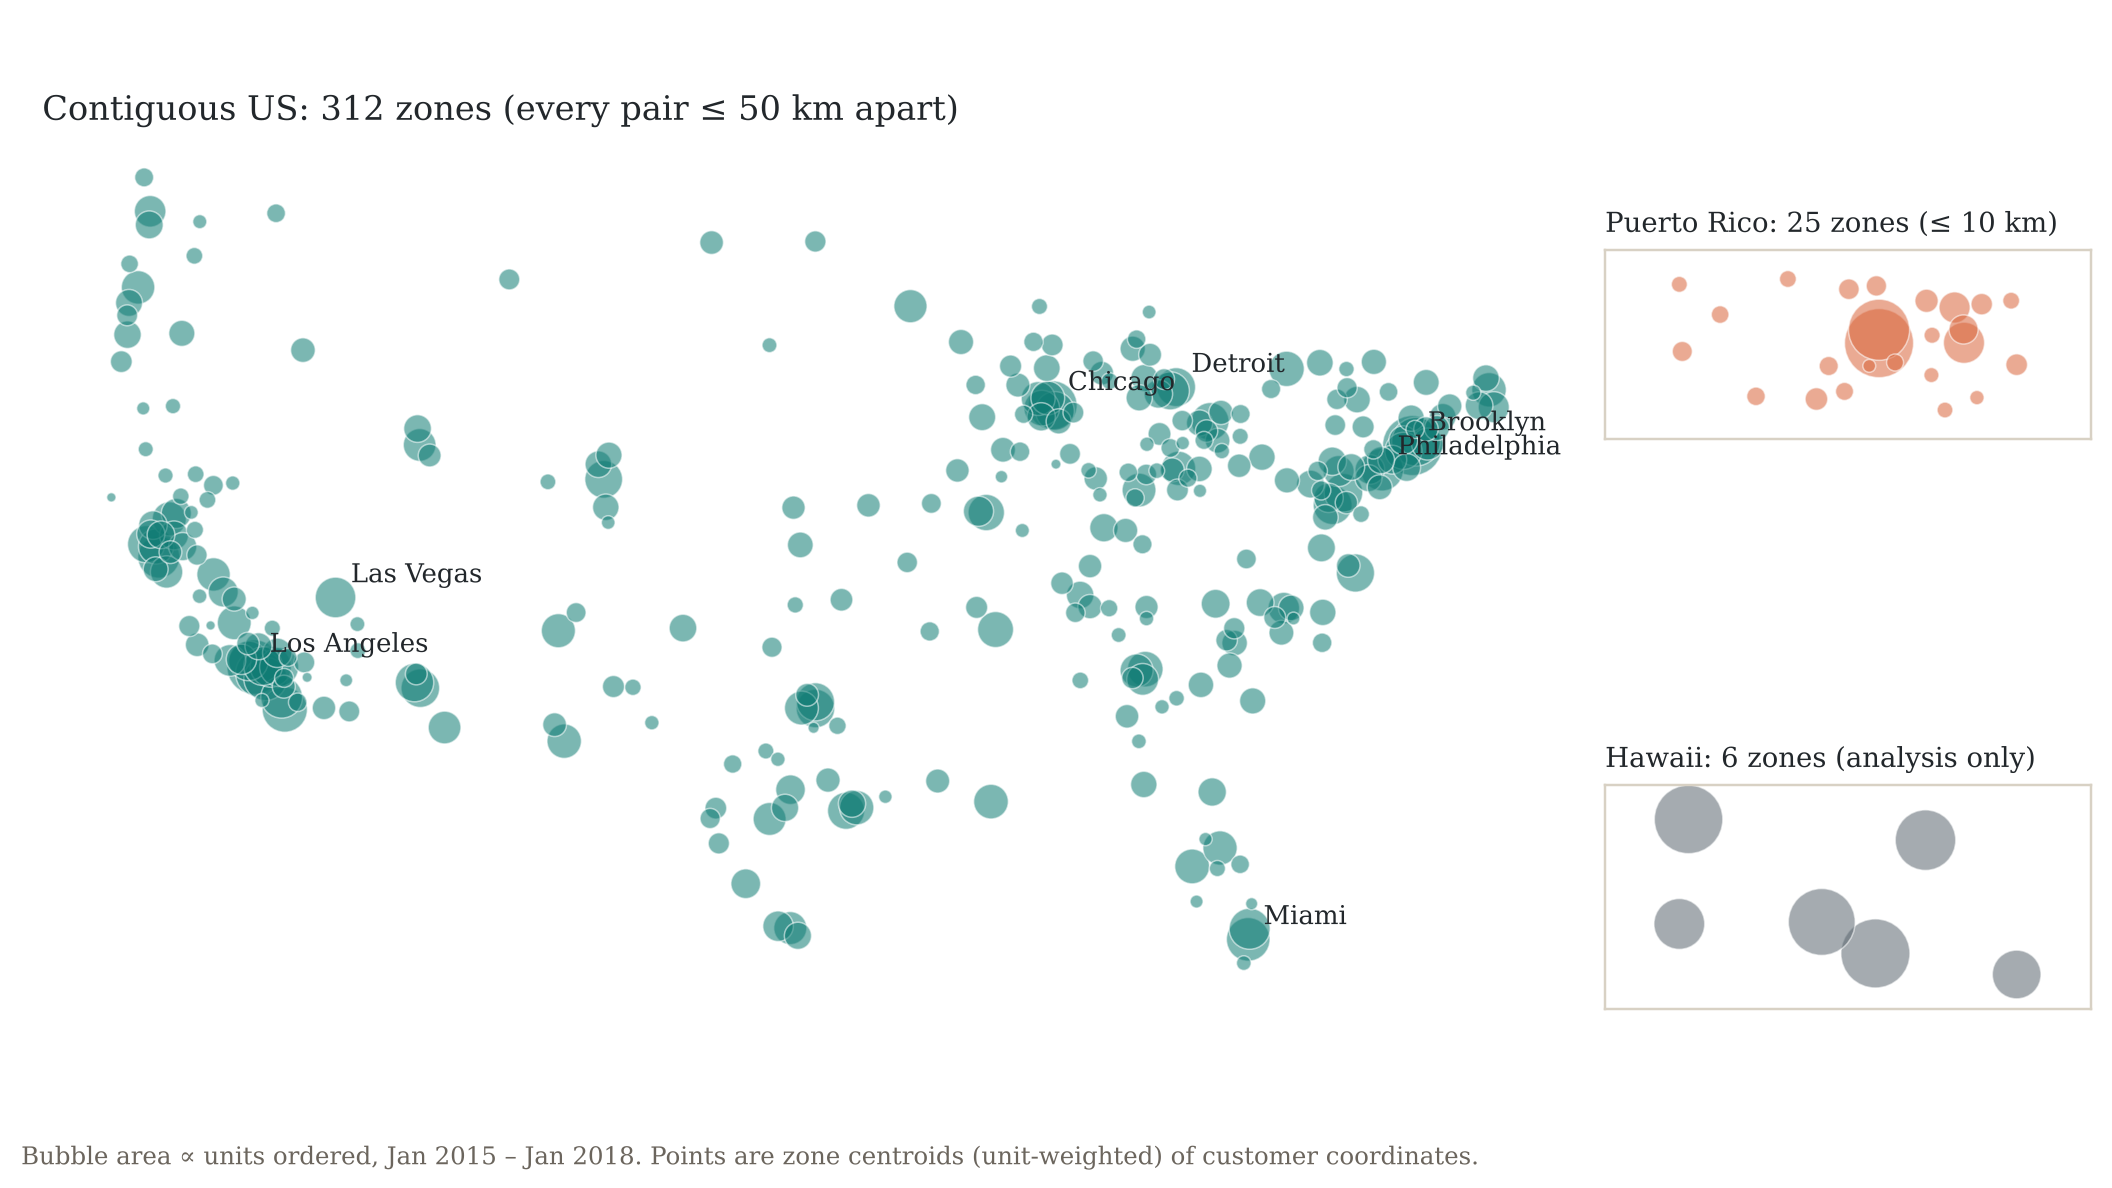 Contiguous US: 312 zones (every pair ≤ 50 km apart)
Puerto Rico: 25 zones (≤ 10 km)
Detroit
Chicago
Brooklyn
Philadelphia
Las Vegas
Los Angeles
Hawaii: 6 zones (analysis only)
Miami
Bubble area ∝ units ordered, Jan 2015 – Jan 2018. Points are zone centroids (unit-weighted) of customer coordinates.